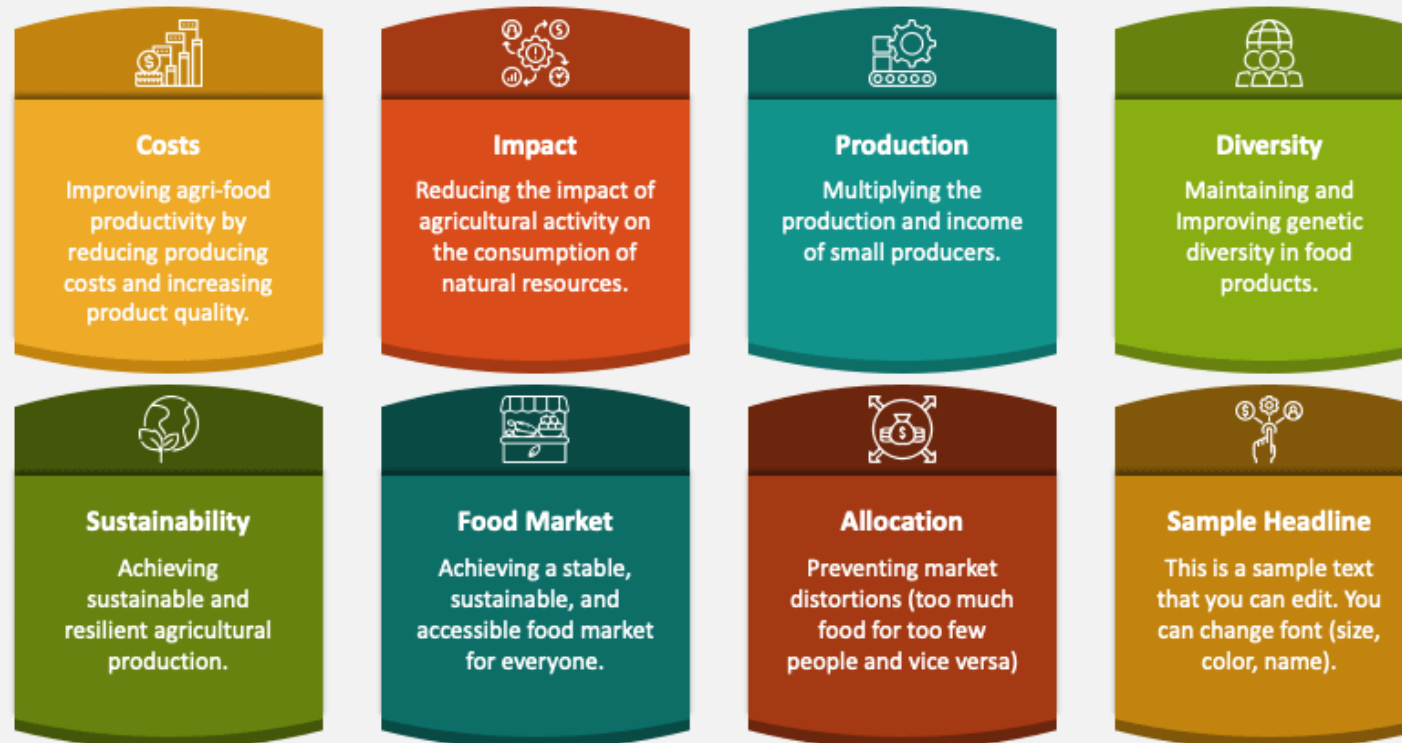 Costs
Improving agri-food
productivity by
reducing producing
costs and increasing
product quality.
Impact
Reducing the impact of
agricultural activity on
the consumption of
natural resources.
Production
Multiplying the
production and income
of small producers.
Diversity
Maintaining and
Improving genetic
diversity in food
products.
Sustainability
Achieving
sustainable and
resilient agricultural
production.
Food Market
Achieving a stable,
sustainable, and
accessible food market
for everyone.
Allocation
Preventing market
distortions (too much
food for too few
people and vice versa)
Sample Headline
This is a sample text
that you can edit. You
can change font (size,
color, name).